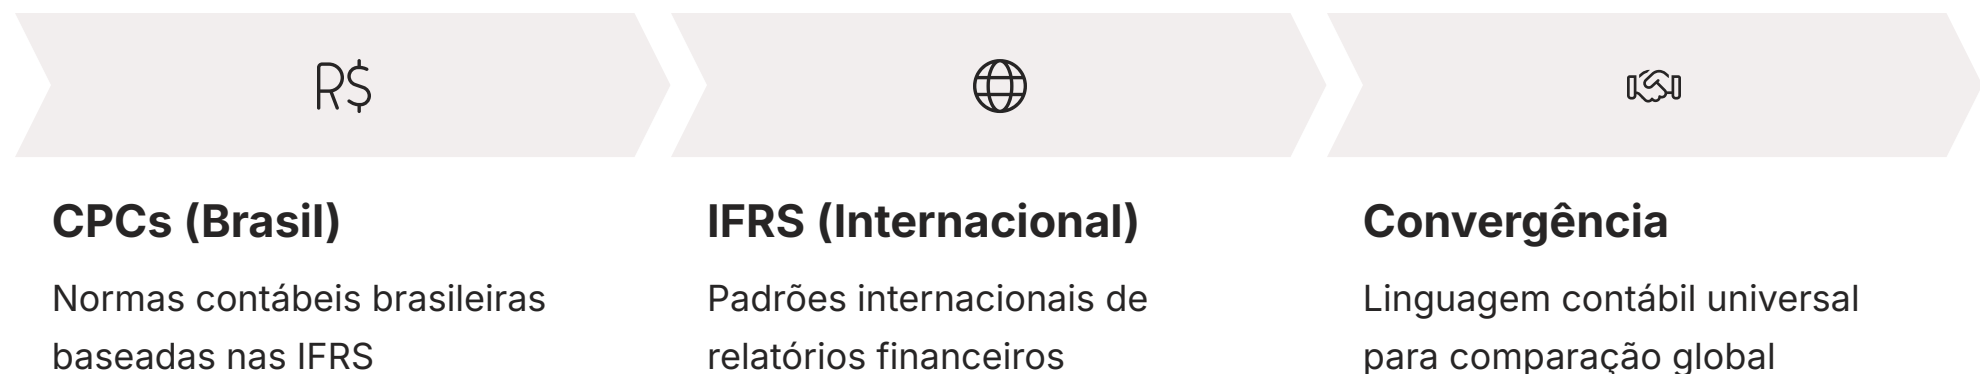 R$
CPCs (Brasil)
Normas contábeis brasileiras
baseadas nas IFRS
IFRS (Internacional)
Padrões internacionais de
relatórios financeiros
Convergência
Linguagem contábil universal
para comparação global